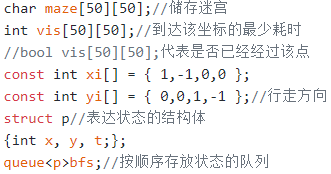 char maze[50][50];//储存迷宫
int vis[50][50];//到达该坐标的最少耗时
//bool vis[50][50];代表是否已经经过该点
const int xi[] = { 1,-1,0,0 };
const int yi[] = { 0,0,1,-1 };//行走方向
struct p//表达状态的结构体
{int x, y, t;};
queue<p>bfs;//按顺序存放状态的队列